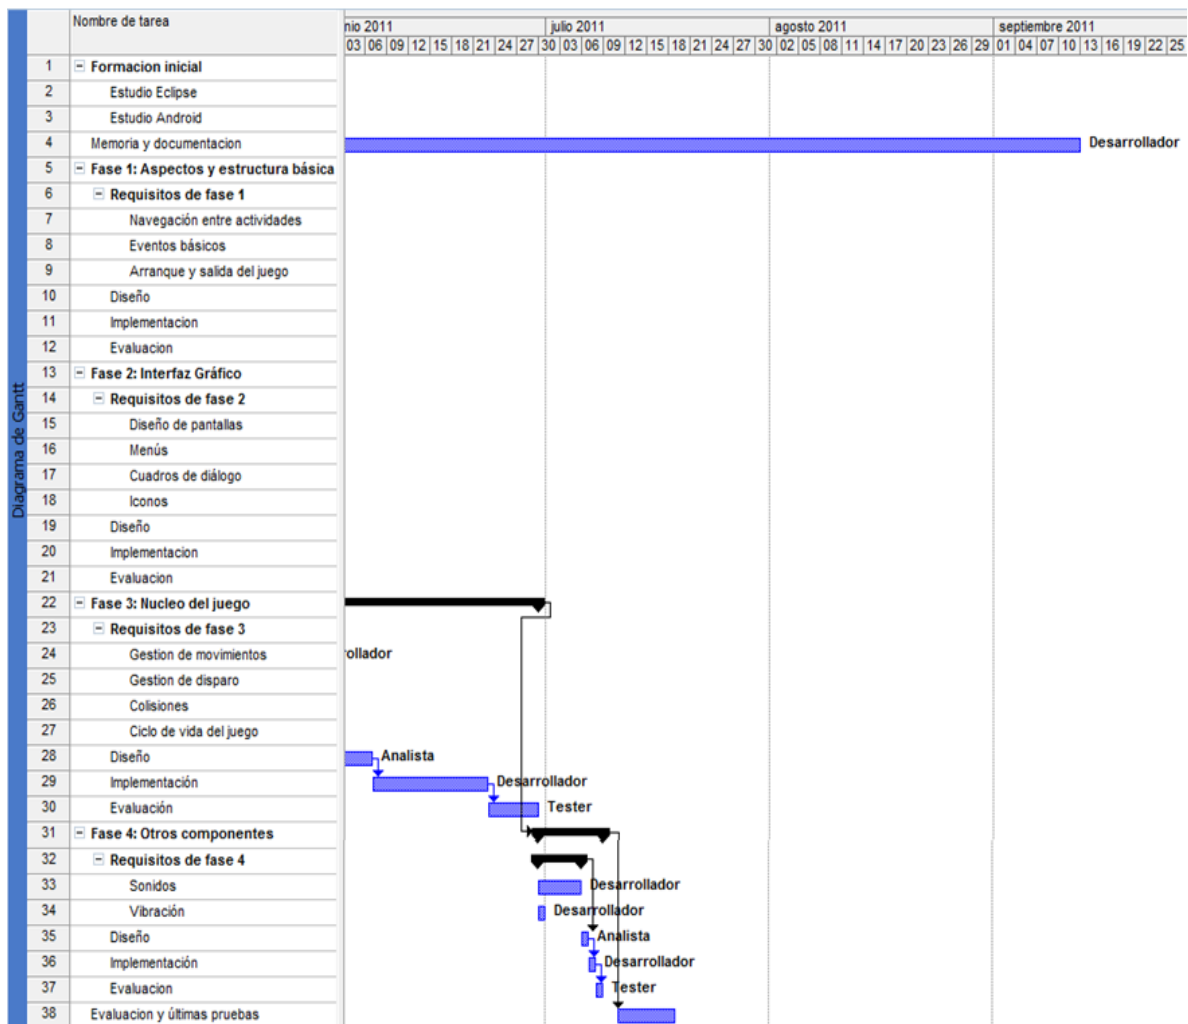 Nombre de tarea
nio 2011 julio 2011 agosto 2011 septiembre 2011
03 06 09 12 15 18 21 24 27 30 03 06 09 12 15 18 21 24 27 30 02 05 08 11 14 17 20 23 26 29 01 04 07 10 13 16 19 22 25
Diagrama de Gantt
1 Formacion inicial
2 Estudio Eclipse
3 Estudio Android
4 Memoria y documentacion Desarrollador
5 Fase 1: Aspectos y estructura básica
6 Requisitos de fase 1
7 Navegación entre actividades
8 Eventos básicos
9 Arranque y salida del juego
10 Diseño
11 Implementacion
12 Evaluacion
13 Fase 2: Interfaz Gráfico
14 Requisitos de fase 2
15 Diseño de pantallas
16 Menús
17 Cuadros de diálogo
18 Iconos
19 Diseño
20 Implementacion
21 Evaluacion
22 Fase 3: Nucleo del juego
23 Requisitos de fase 3
24 Gestion de movimientos ollador
25 Gestion de disparo
26 Colisiones
27 Ciclo de vida del juego
28 Diseño Analista
29 Implementación Desarrollador
30 Evaluación Tester
31 Fase 4: Otros componentes
32 Requisitos de fase 4
33 Sonidos Desarrollador
34 Vibración Desarrollador
35 Diseño Analista
36 Implementación Desarrollador
37 Evaluacion Tester
38 Evaluacion y últimas pruebas